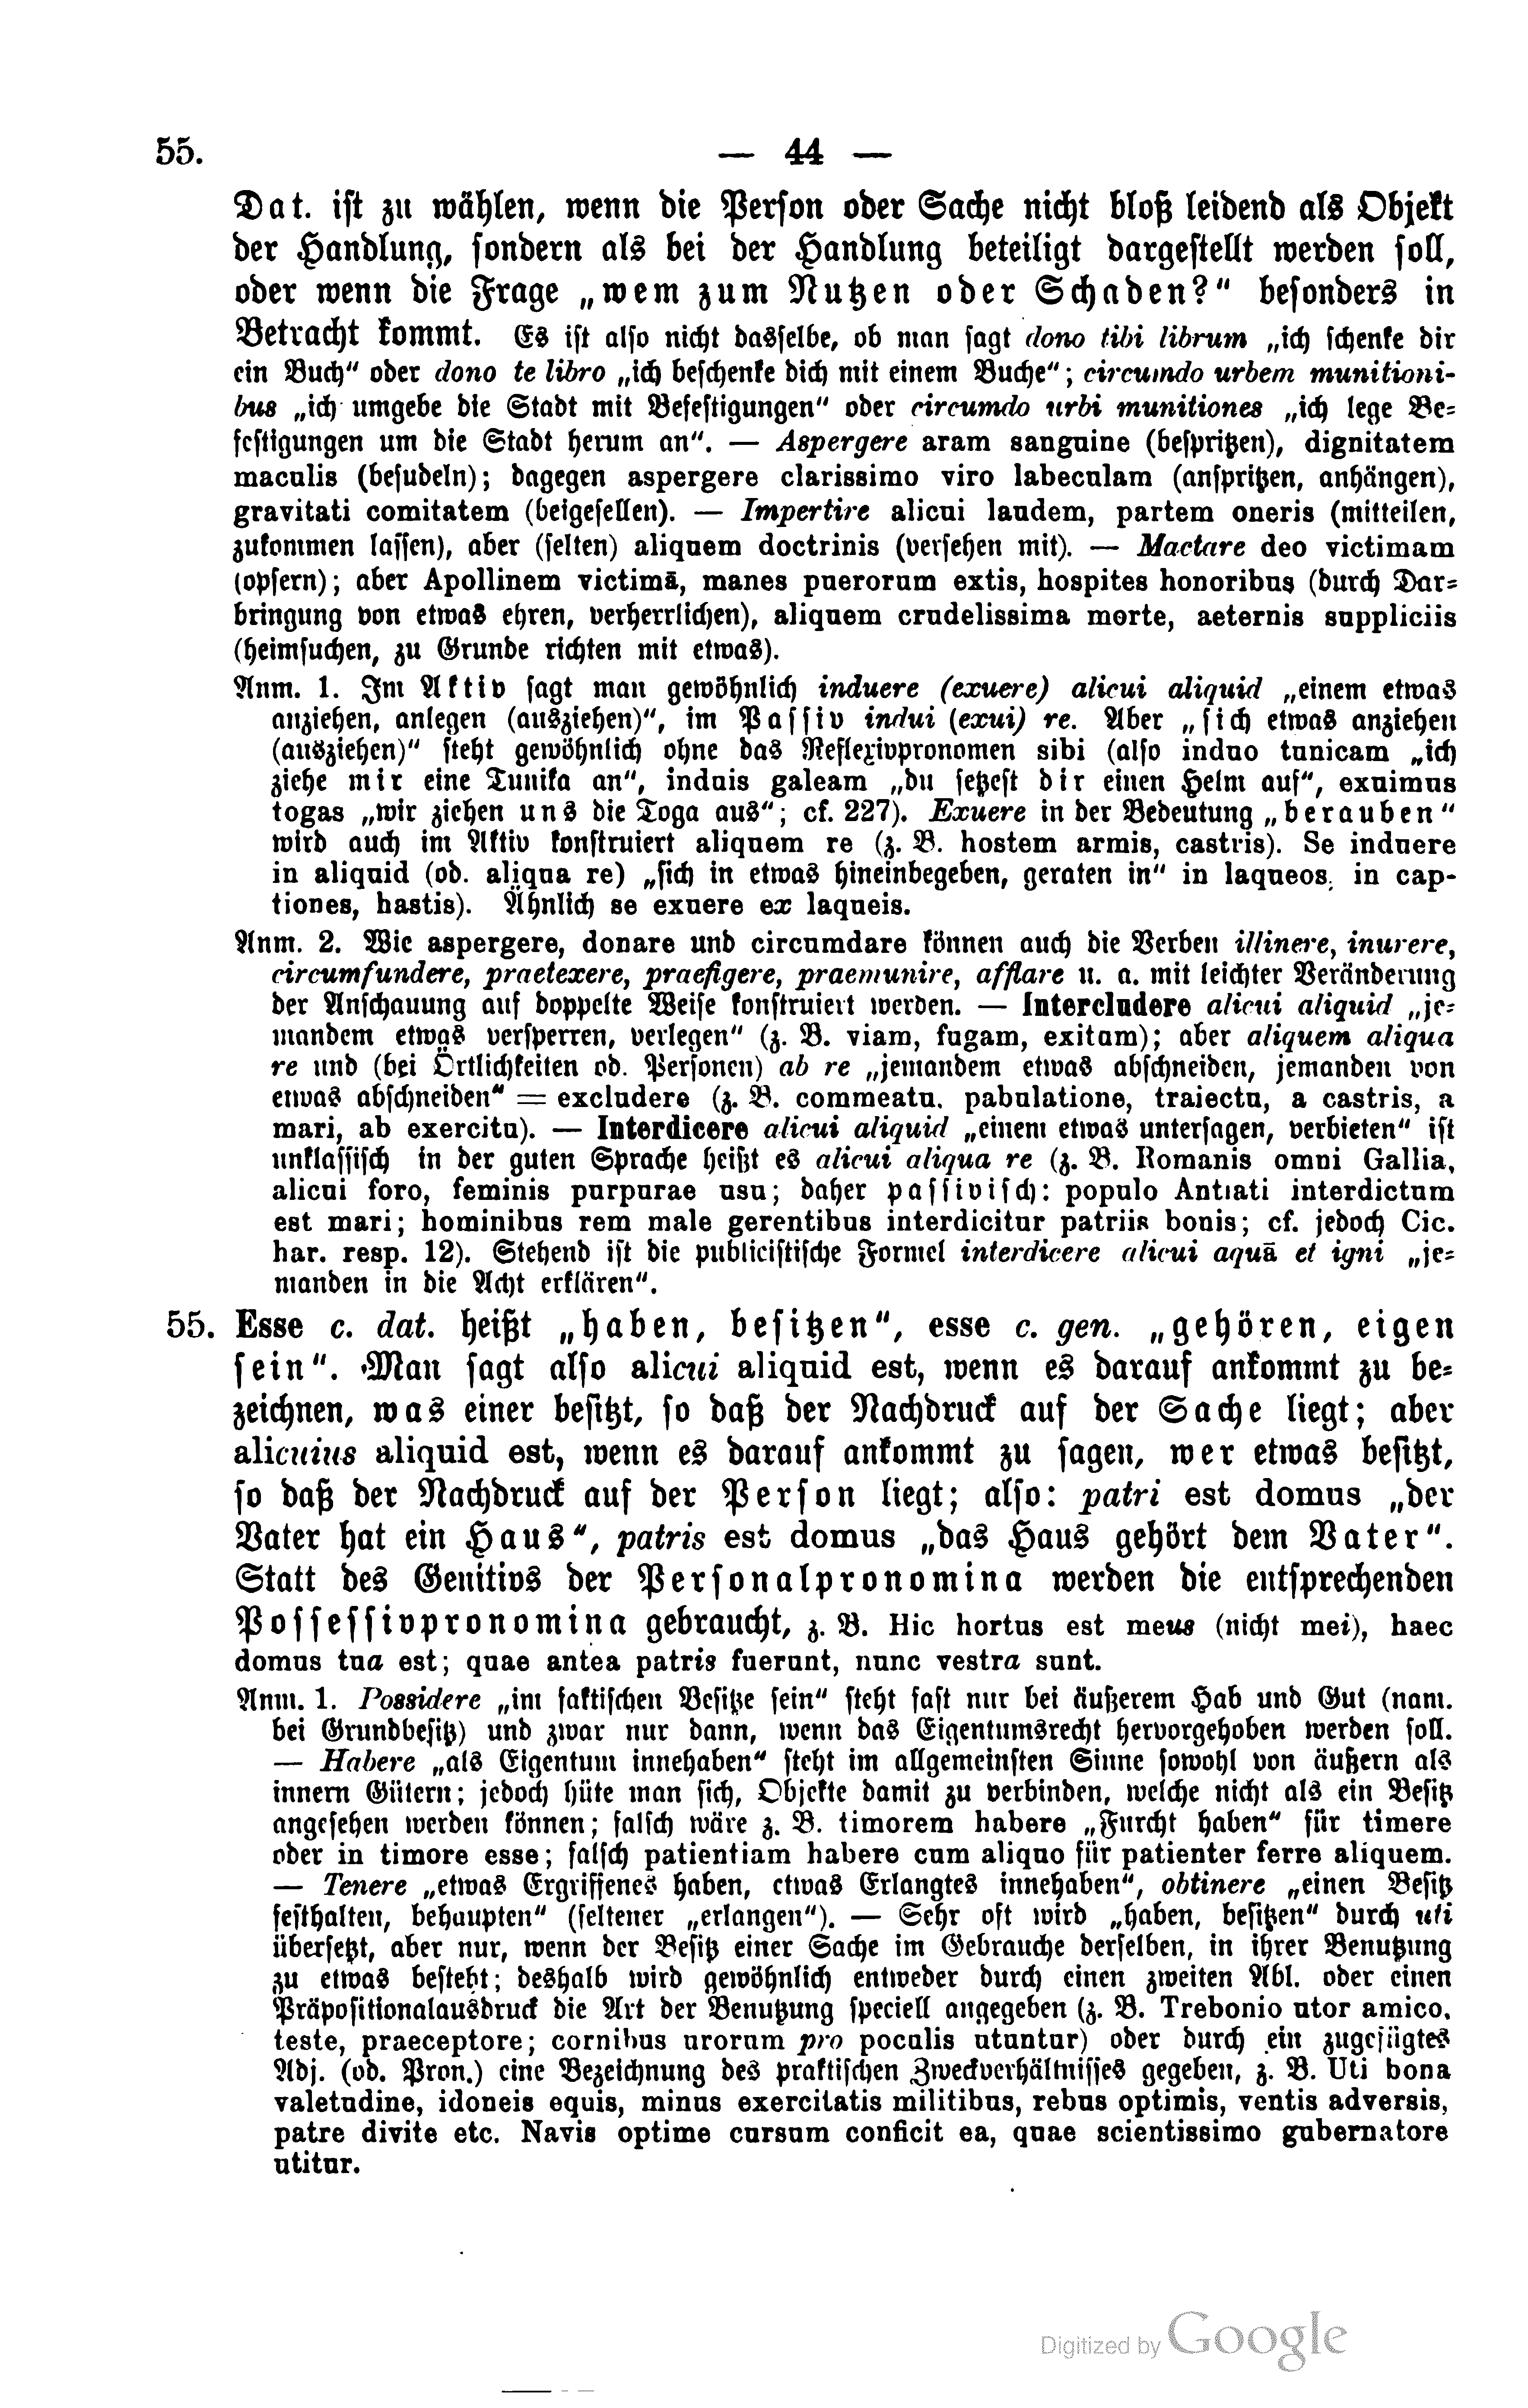 55. — 44 —
Dat. ist zu wählen, wenn die Person oder Sache nicht bloß leidend als Objekt
der Handlung, sondern als bei der Handlung beteiligt dargestellt werden soll,
oder wenn die Frage „wem zum Nutzen oder Schaden?“ besonders in
Betracht kommt. Es ist also nicht dasselbe, ob man sagt dono tibi librum „ich schenke dir
ein Buch“ oder dono te libro „ich beschenke dich mit einem Buche“; circumdo urbem munitioni-
bus „ich umgebe die Stadt mit Befestigungen“ oder circumdo urbi munitiones „ich lege Be-
festigungen um die Stadt herum an“. — Aspergere aram sanguine (bespritzen), dignitatem
maculis (besudeln); dagegen aspergere clarissimo viro labeculam (anspritzen, anhängen),
gravitati comitatem (beigesellen). — Impertire alicui laudem, partem oneris (mitteilen,
zukommen lassen), aber (selten) aliquem doctrinis (versehen mit). — Mactare deo victimam
(opfern); aber Apollinem victimā, manes puerorum extis, hospites honoribus (durch Dar-
bringung von etwas ehren, verherrlichen), aliquem crudelissima morte, aeternis suppliciis
(heimsuchen, zu Grunde richten mit etwas).
Anm. 1. Im Aktiv sagt man gewöhnlich induere (exuere) alicui aliquid „einem etwas
anziehen, anlegen (ausziehen)“, im Passiv indui (exui) re. Aber „sich etwas anziehen
(ausziehen)“ steht gewöhnlich ohne das Reflexivpronomen sibi (also induo tunicam „ich
ziehe mir eine Tunika an“, induis galeam „du setzest dir einen Helm auf“, exuimus
togas „wir ziehen uns die Toga aus“; cf. 227). Exuere in der Bedeutung „berauben“
wird auch im Aktiv konstruiert aliquem re (z. B. hostem armis, castris). Se induere
in aliquid (od. aliqua re) „sich in etwas hineinbegeben, geraten in“ in laqueos, in cap-
tiones, hastis). Ähnlich se exuere ex laqueis.
Anm. 2. Wie aspergere, donare und circumdare können auch die Verben illinere, inurere,
circumfundere, praetexere, praefigere, praemunire, afflare u. a. mit leichter Veränderung
der Anschauung auf doppelte Weise konstruiert werden. — Intercludere alicui aliquid „je-
mandem etwas versperren, verlegen“ (z. B. viam, fugam, exitum); aber aliquem aliqua
re und (bei Örtlichkeiten od. Personen) ab re „jemandem etwas abschneiden, jemanden von
etwas abschneiden“ = excludere (z. B. commeatu, pabulatione, traiectu, a castris, a
mari, ab exercitu). — Interdicere alicui aliquid „einem etwas untersagen, verbieten“ ist
unklassisch in der guten Sprache heißt es alicui aliqua re (z. B. Romanis omni Gallia,
alicui foro, feminis purpurae usu; daher passivisch: populo Antiati interdictum
est mari; hominibus rem male gerentibus interdicitur patriis bonis; cf. jedoch Cic.
har. resp. 12). Stehend ist die publicistische Formel interdicere alicui aquā et igni „je-
manden in die Acht erklären“.
55. Esse c. dat. heißt „haben, besitzen“, esse c. gen. „gehören, eigen
sein“. Man sagt also alicui aliquid est, wenn es darauf ankommt zu be-
zeichnen, was einer besitzt, so daß der Nachdruck auf der Sache liegt; aber
alicuius aliquid est, wenn es darauf ankommt zu sagen, wer etwas besitzt,
so daß der Nachdruck auf der Person liegt; also: patri est domus „der
Vater hat ein Haus“, patris est domus „das Haus gehört dem Vater“.
Statt des Genitivs der Personalpronomina werden die entsprechenden
Possessivpronomina gebraucht, z. B. Hic hortus est meus (nicht mei), haec
domus tua est; quae antea patris fuerunt, nunc vestra sunt.
Anm. 1. Possidere „im faktischen Besitze sein“ steht fast nur bei äußerem Hab und Gut (nam.
bei Grundbesitz) und zwar nur dann, wenn das Eigentumsrecht hervorgehoben werden soll.
— Habere „als Eigentum innehaben“ steht im allgemeinsten Sinne sowohl von äußern als
innern Gütern; jedoch hüte man sich, Objekte damit zu verbinden, welche nicht als ein Besitz
angesehen werden können; falsch wäre z. B. timorem habere „Furcht haben“ für timere
oder in timore esse; falsch patientiam habere cum aliquo für patienter ferre aliquem.
— Tenere „etwas Ergriffenes haben, etwas Erlangtes innehaben“, obtinere „einen Besitz
festhalten, behaupten“ (seltener „erlangen“). — Sehr oft wird „haben, besitzen“ durch uti
übersetzt, aber nur, wenn der Besitz einer Sache im Gebrauche derselben, in ihrer Benutzung
zu etwas besteht; deshalb wird gewöhnlich entweder durch einen zweiten Abl. oder einen
Präpositionalausdruck die Art der Benutzung speciell angegeben (z. B. Trebonio utor amico,
teste, praeceptore; cornibus urorum pro poculis utuntur) oder durch ein zugefügtes
Adj. (od. Pron.) eine Bezeichnung des praktischen Zweckverhältnisses gegeben, z. B. Uti bona
valetudine, idoneis equis, minus exercitatis militibus, rebus optimis, ventis adversis,
patre divite etc. Navis optime cursum conficit ea, quae scientissimo gubernatore
utitur.
Digitized by Google